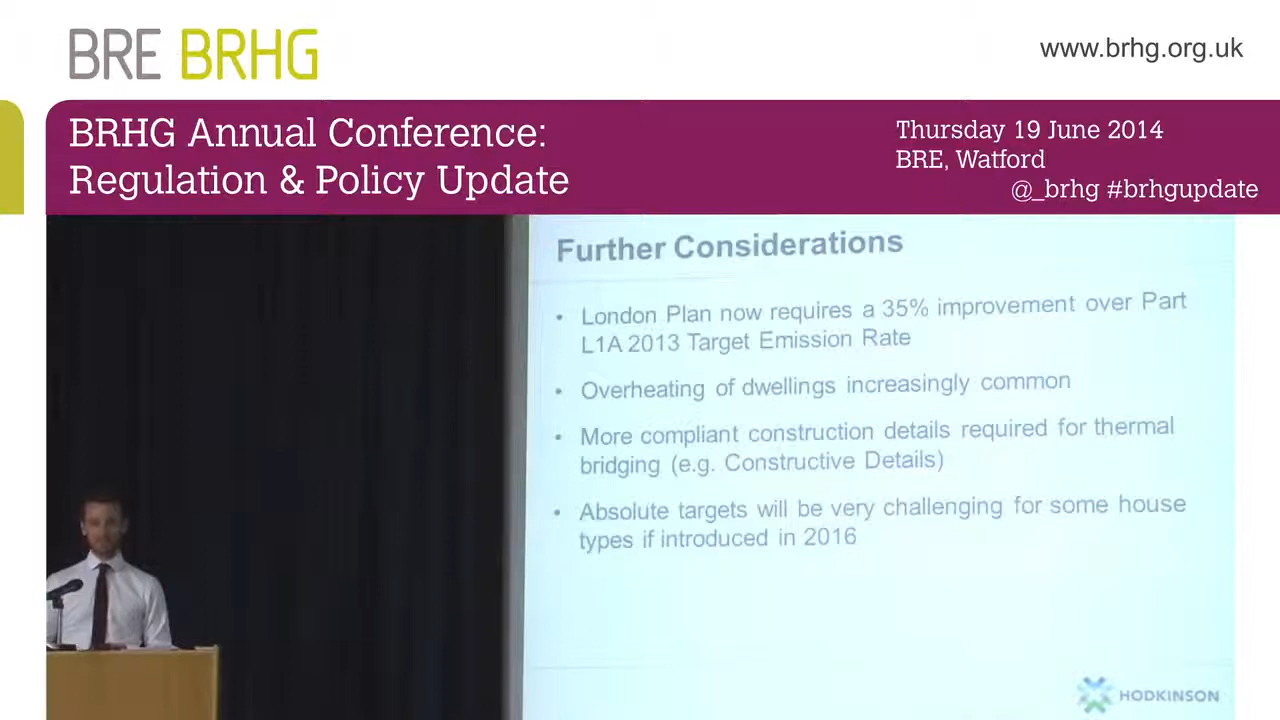 BRE BRHG
www.brhg.org.uk
BRHG Annual Conference:
Regulation & Policy Update
Thursday 19 June 2014
BRE, Watford
@_brhg #brhgupdate
Further Considerations
• London Plan now requires a 35% improvement over Part
L1A 2013 Target Emission Rate
• Overheating of dwellings increasingly common
• More compliant construction details required for thermal
bridging (e.g. Constructive Details)
• Absolute targets will be very challenging for some house
types if introduced in 2016
HODKINSON